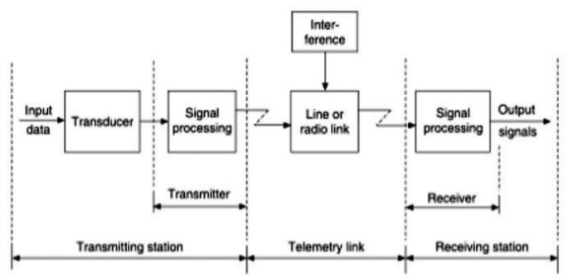 Inter-
ference
Input
data
Transducer
Signal
processing
Line or
radio link
Signal
processing
Output
signals
Transmitter
Receiver
Transmitting station
Telemetry link
Receiving station